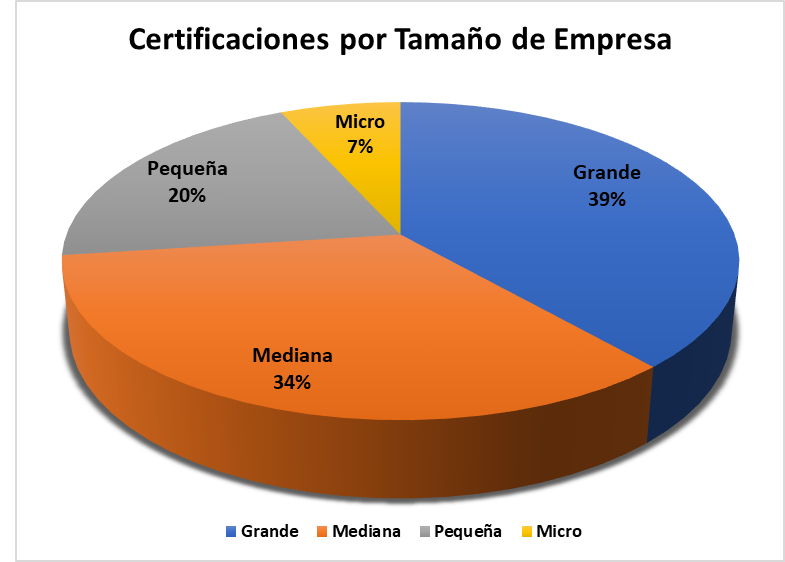 Certificaciones por Tamaño de Empresa
Micro
7%
Grande
39%
Pequeña
20%
Mediana
34%
Grande Mediana Pequeña Micro